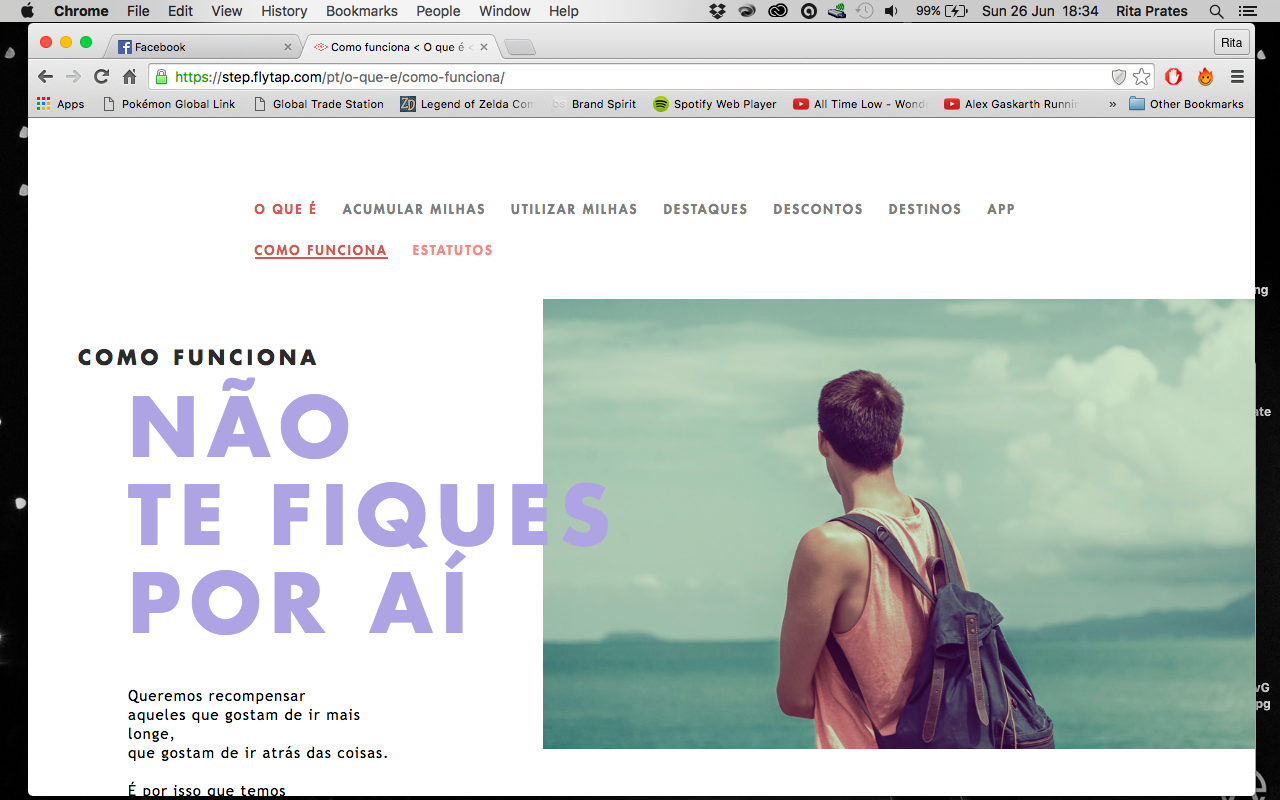 Chrome File Edit View History Bookmarks People Window Help 99% Sun 26 Jun 18:34 Rita Prates
Facebook Como funciona < O que é < Rita
https://step.flytap.com/pt/o-que-e/como-funciona/
Apps Pokémon Global Link Global Trade Station Legend of Zelda Com Brand Spirit Spotify Web Player All Time Low - Wond Alex Gaskarth Runnin » Other Bookmarks
O QUE É ACUMULAR MILHAS UTILIZAR MILHAS DESTAQUES DESCONTOS DESTINOS APP
COMO FUNCIONA ESTATUTOS
COMO FUNCIONA
NÃO
TE FIQUES
POR AÍ
Queremos recompensar
aqueles que gostam de ir mais
longe,
que gostam de ir atrás das coisas.
É por isso que temos